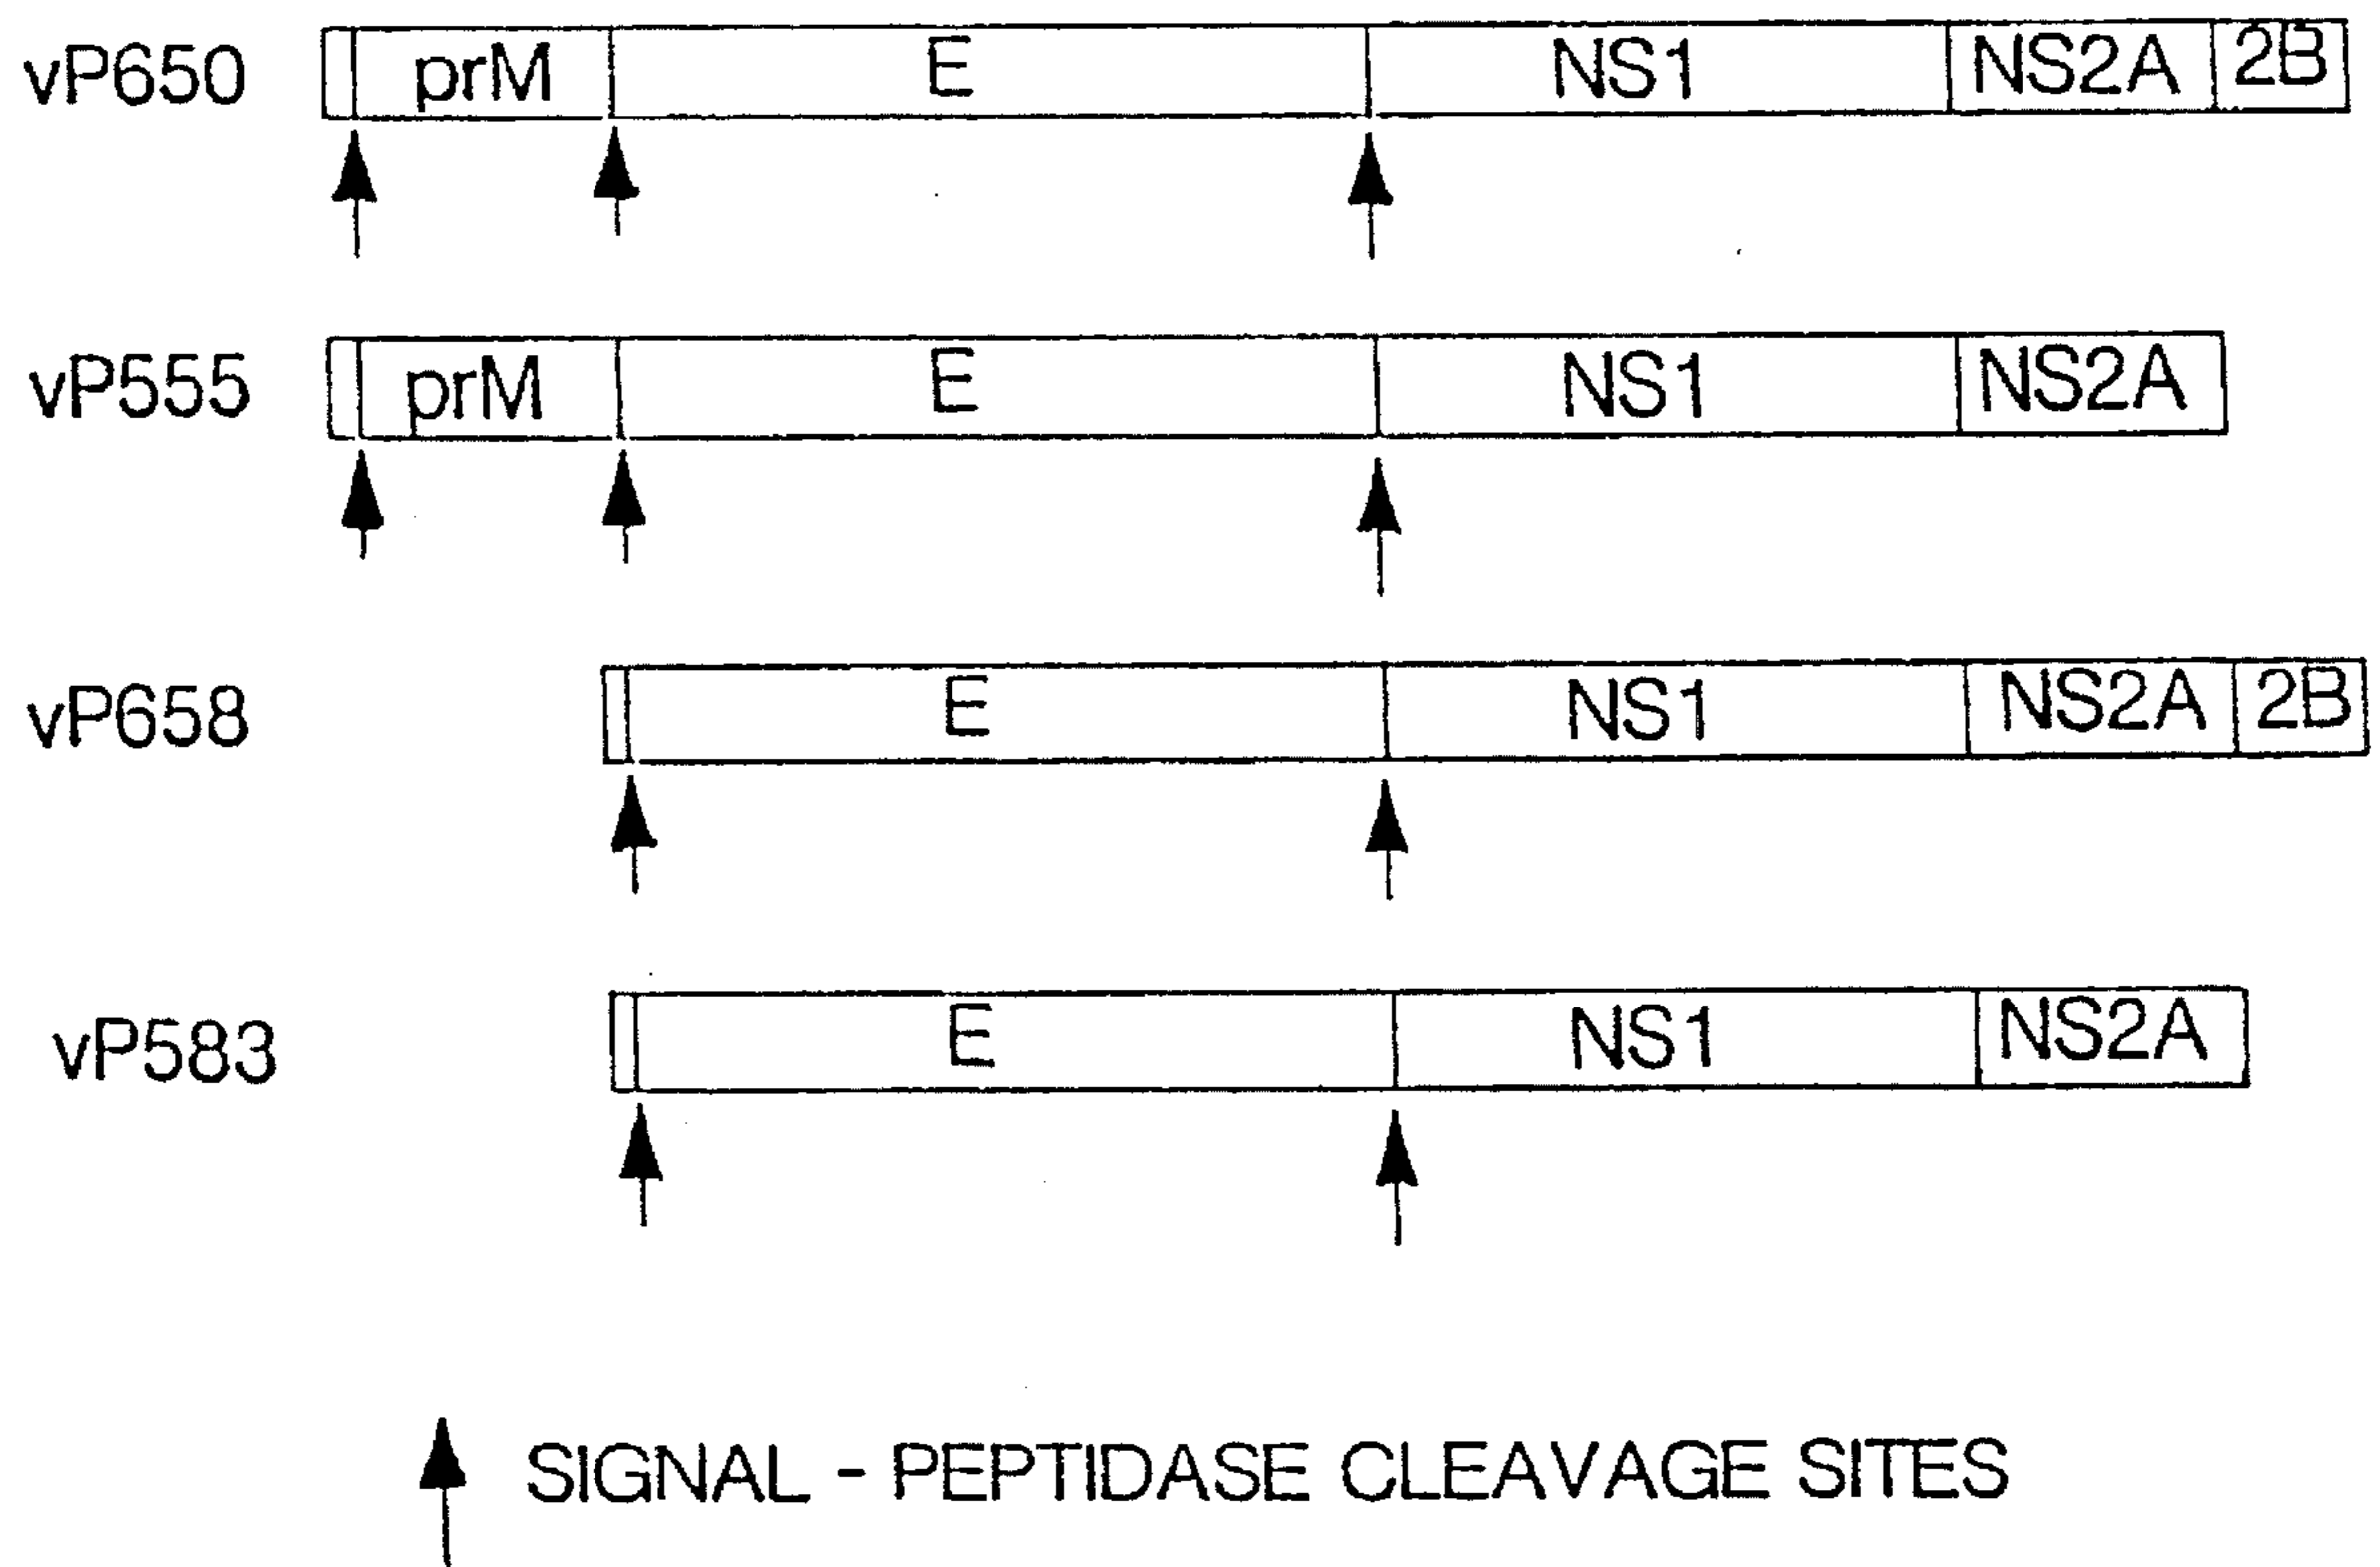 vP650 prM E NS1 NS2A 2B
vP555 prM E NS1 NS2A
vP658 E NS1 NS2A 2B
vP583 E NS1 NS2A
SIGNAL - PEPTIDASE CLEAVAGE SITES